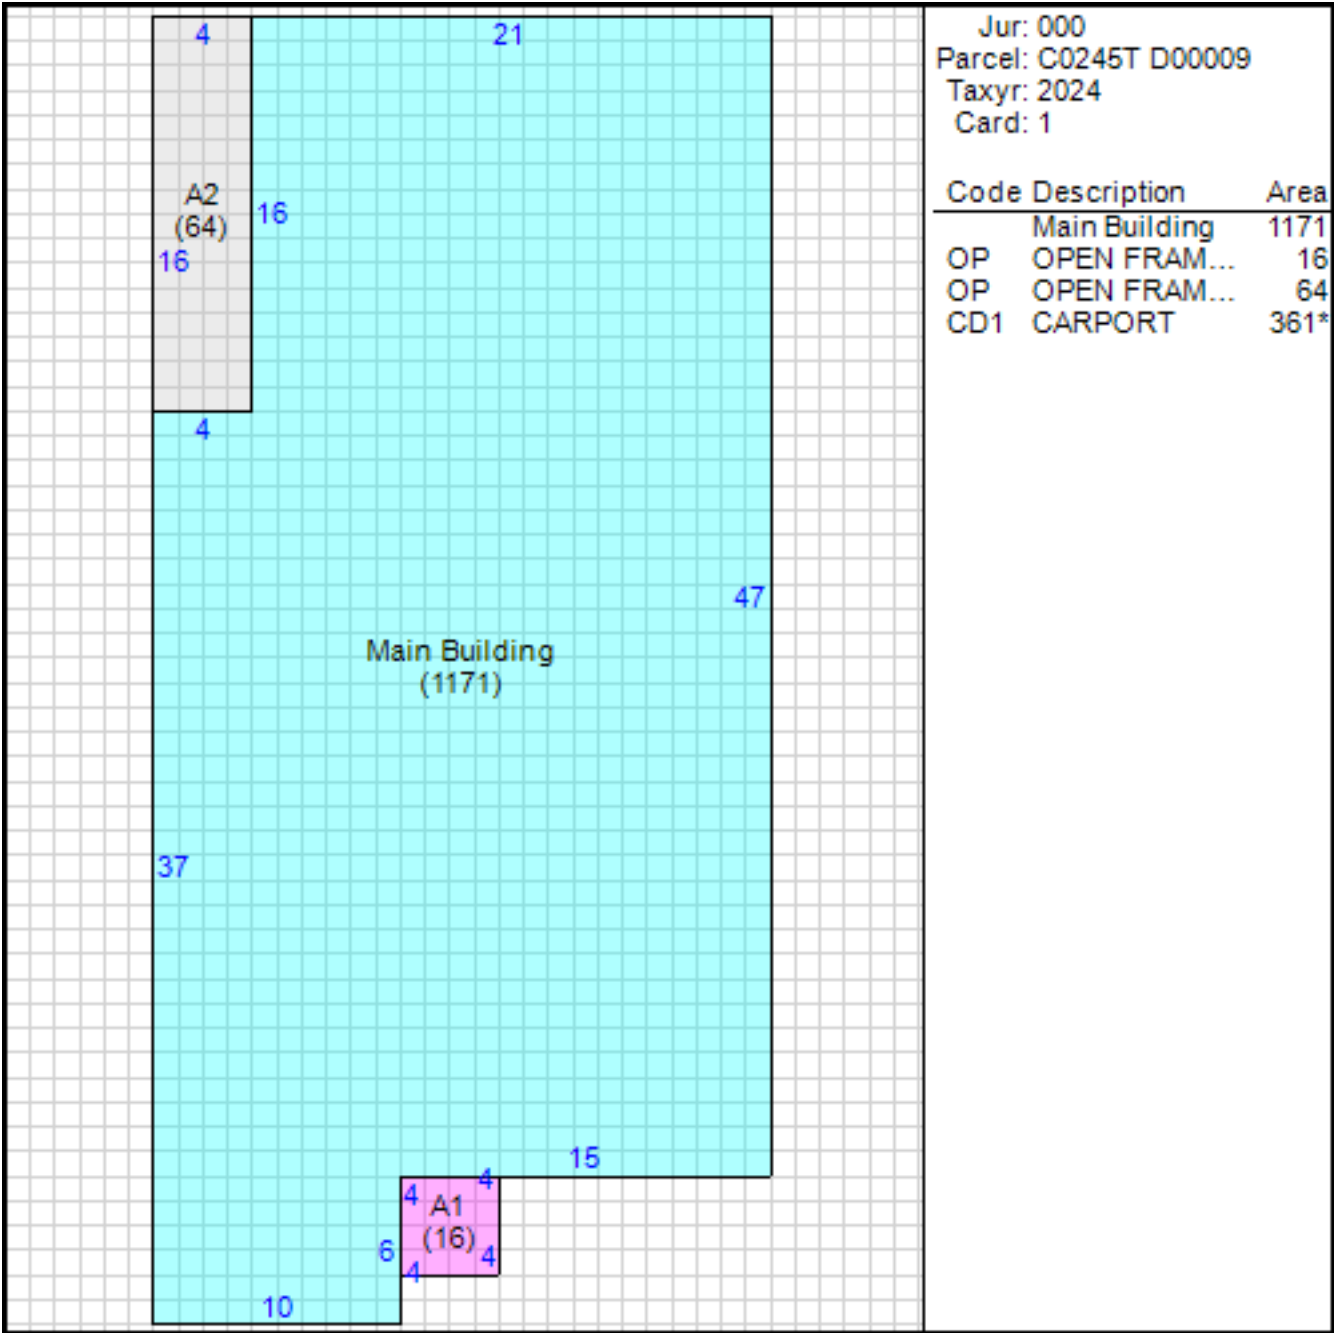 4
21
A2
(64)
16
16
4
47
Main Building
(1171)
37
15
4
4
A1
(16)
6
4
4
10
Jur: 000
Parcel: C0245T D00009
Taxyr: 2024
Card: 1
Code Description Area
Main Building 1171
OP OPEN FRAM... 16
OP OPEN FRAM... 64
CD1 CARPORT 361*